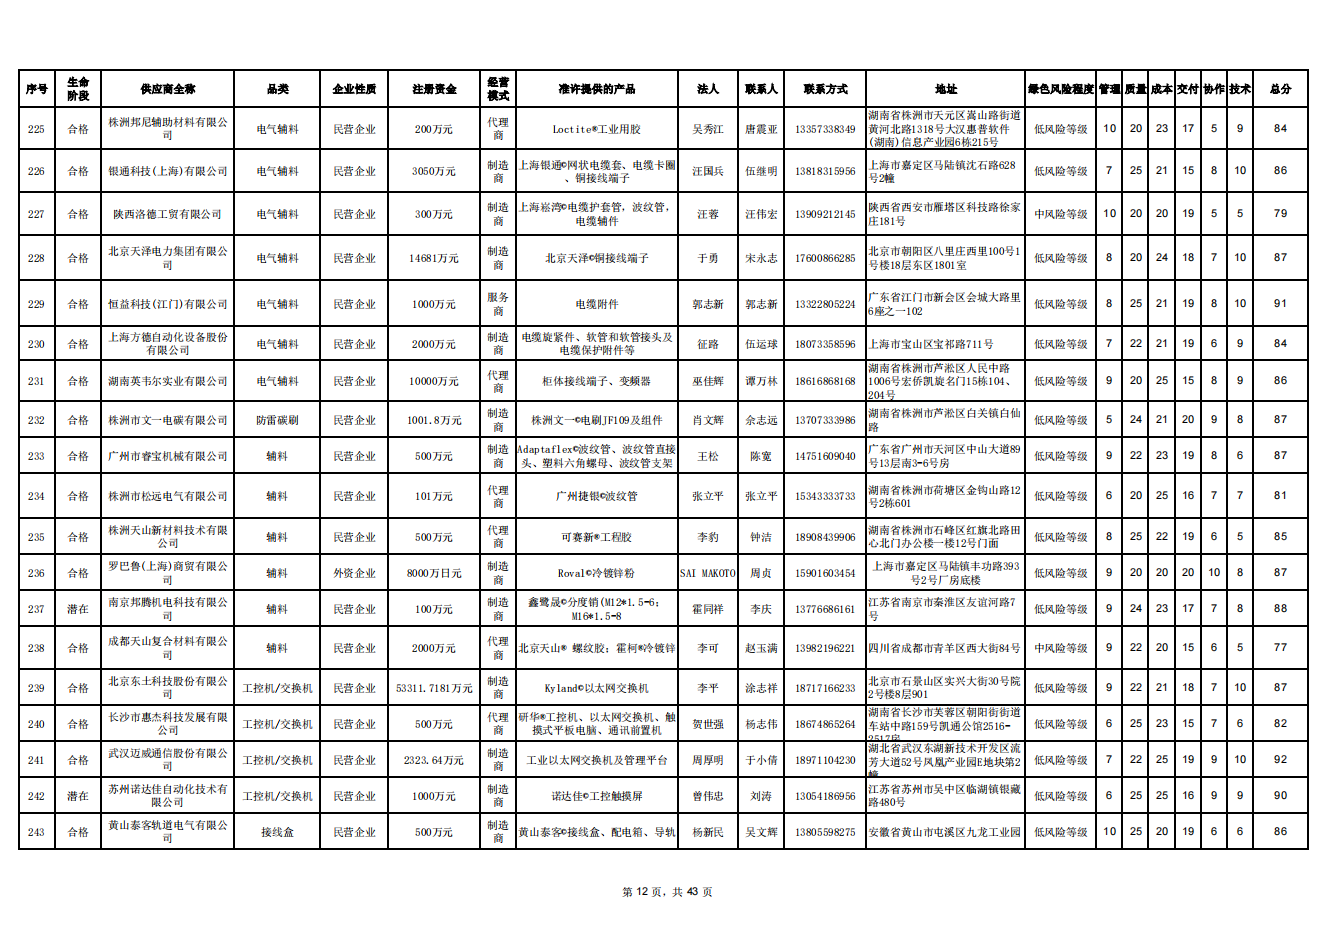 序号 生命阶段 供应商全称 品类 企业性质 注册资金 经营模式 准许提供的产品 法人 联系人 联系方式 地址 绿色风险程度 管理 质量 成本 交付 协作 技术 总分
225 合格 株洲邦尼辅助材料有限公司 电气辅料 民营企业 200万元 代理商 Loctite®工业用胶 吴秀江 唐震亚 13357338349 湖南省株洲市天元区嵩山路街道黄河北路1318号大汉惠普软件(湖南)信息产业园6栋215号 低风险等级 10 20 23 17 5 9 84
226 合格 银通科技(上海)有限公司 电气辅料 民营企业 3050万元 制造商 上海银通©网状电缆套、电缆卡圈、铜接线端子 汪国兵 伍继明 13818315956 上海市嘉定区马陆镇沈石路628号2幢 低风险等级 7 25 21 15 8 10 86
227 合格 陕西洛德工贸有限公司 电气辅料 民营企业 300万元 制造商 上海崧湾©电缆护套管，波纹管，电缆辅件 汪蓉 汪伟宏 13909212145 陕西省西安市雁塔区科技路徐家庄181号 中风险等级 10 20 20 19 5 5 79
228 合格 北京天泽电力集团有限公司 电气辅料 民营企业 14681万元 制造商 北京天泽©铜接线端子 于勇 宋永志 17600866285 北京市朝阳区八里庄西里100号1号楼18层东区1801室 低风险等级 8 20 24 18 7 10 87
229 合格 恒益科技(江门)有限公司 电气辅料 民营企业 1000万元 服务商 电缆附件 郭志新 郭志新 13322805224 广东省江门市新会区会城大路里6座之一102 低风险等级 8 25 21 19 8 10 91
230 合格 上海方德自动化设备股份有限公司 电气辅料 民营企业 2000万元 制造商 电缆旋紧件、软管和软管接头及电缆保护附件等 征路 伍运球 18073358596 上海市宝山区宝祁路711号 低风险等级 7 22 21 19 6 9 84
231 合格 湖南英韦尔实业有限公司 电气辅料 民营企业 10000万元 代理商 柜体接线端子、变频器 巫佳辉 谭万林 18616868168 湖南省株洲市芦淞区人民中路1006号宏侨凯旋名门15栋104、204号 低风险等级 9 20 25 15 8 9 86
232 合格 株洲市文一电碳有限公司 防雷碳刷 民营企业 1001.8万元 制造商 株洲文一©电刷JF109及组件 肖文辉 余志远 13707333986 湖南省株洲市芦淞区白关镇白仙路 低风险等级 5 24 21 20 9 8 87
233 合格 广州市睿宝机械有限公司 辅料 民营企业 500万元 制造商 Adaptaflex©波纹管、波纹管直接头、塑料六角螺母、波纹管支架 王松 陈宽 14751609040 广东省广州市天河区中山大道89号13层南3-6号房 低风险等级 9 22 23 19 8 6 87
234 合格 株洲市松远电气有限公司 辅料 民营企业 101万元 代理商 广州捷银©波纹管 张立平 张立平 15343333733 湖南省株洲市荷塘区金钩山路12号2栋601 低风险等级 6 20 25 16 7 7 81
235 合格 株洲天山新材料技术有限公司 辅料 民营企业 500万元 代理商 可赛新®工程胶 李豹 钟洁 18908439906 湖南省株洲市石峰区红旗北路田心北门办公楼一楼12号门面 低风险等级 8 25 22 19 6 5 85
236 合格 罗巴鲁(上海)商贸有限公司 辅料 外资企业 8000万日元 制造商 Roval©冷镀锌粉 SAI MAKOTO 周贞 15901603454 上海市嘉定区马陆镇丰功路393号2号厂房底楼 低风险等级 9 20 20 20 10 8 87
237 潜在 南京邦腾机电科技有限公司 辅料 民营企业 100万元 制造商 鑫鹭晟©分度销(M12*1.5-6；M16*1.5-8 霍同祥 李庆 13776686161 江苏省南京市秦淮区友谊河路7号 低风险等级 9 24 23 17 7 8 88
238 合格 成都天山复合材料有限公司 辅料 民营企业 2000万元 代理商 北京天山® 螺纹胶；霍柯®冷镀锌 李可 赵玉满 13982196221 四川省成都市青羊区西大街84号 中风险等级 9 22 20 15 6 5 77
239 合格 北京东土科技股份有限公司 工控机/交换机 民营企业 53311.7181万元 制造商 Kyland©以太网交换机 李平 涂志祥 18717166233 北京市石景山区实兴大街30号院2号楼8层901 低风险等级 9 22 21 18 7 10 87
240 合格 长沙市惠杰科技发展有限公司 工控机/交换机 民营企业 500万元 代理商 研华®工控机、以太网交换机、触摸式平板电脑、通讯前置机 贺世强 杨志伟 18674865264 湖南省长沙市芙蓉区朝阳街街道车站中路159号凯通公馆2516-2517房 低风险等级 6 25 23 15 7 6 82
241 合格 武汉迈威通信股份有限公司 工控机/交换机 民营企业 2323.64万元 制造商 工业以太网交换机及管理平台 周厚明 于小倩 18971104230 湖北省武汉东湖新技术开发区流芳大道52号凤凰产业园E地块第2幢 低风险等级 7 22 25 19 9 10 92
242 潜在 苏州诺达佳自动化技术有限公司 工控机/交换机 民营企业 1000万元 制造商 诺达佳©工控触摸屏 曾伟忠 刘涛 13054186956 江苏省苏州市吴中区临湖镇银藏路480号 低风险等级 6 25 25 16 9 9 90
243 合格 黄山泰客轨道电气有限公司 接线盒 民营企业 500万元 制造商 黄山泰客©接线盒、配电箱、导轨 杨新民 吴文辉 13805598275 安徽省黄山市屯溪区九龙工业园 低风险等级 10 25 20 19 6 6 86
第 12 页，共 43 页